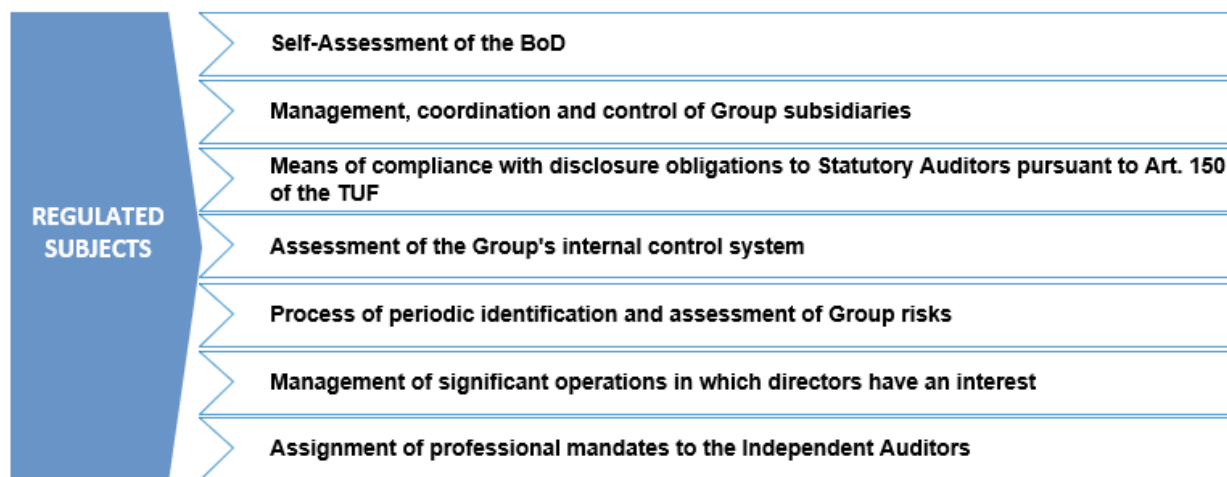 REGULATED
SUBJECTS
Self-Assessment of the BoD
Management, coordination and control of Group subsidiaries
Means of compliance with disclosure obligations to Statutory Auditors pursuant to Art. 150
of the TUF
Assessment of the Group's internal control system
Process of periodic identification and assessment of Group risks
Management of significant operations in which directors have an interest
Assignment of professional mandates to the Independent Auditors